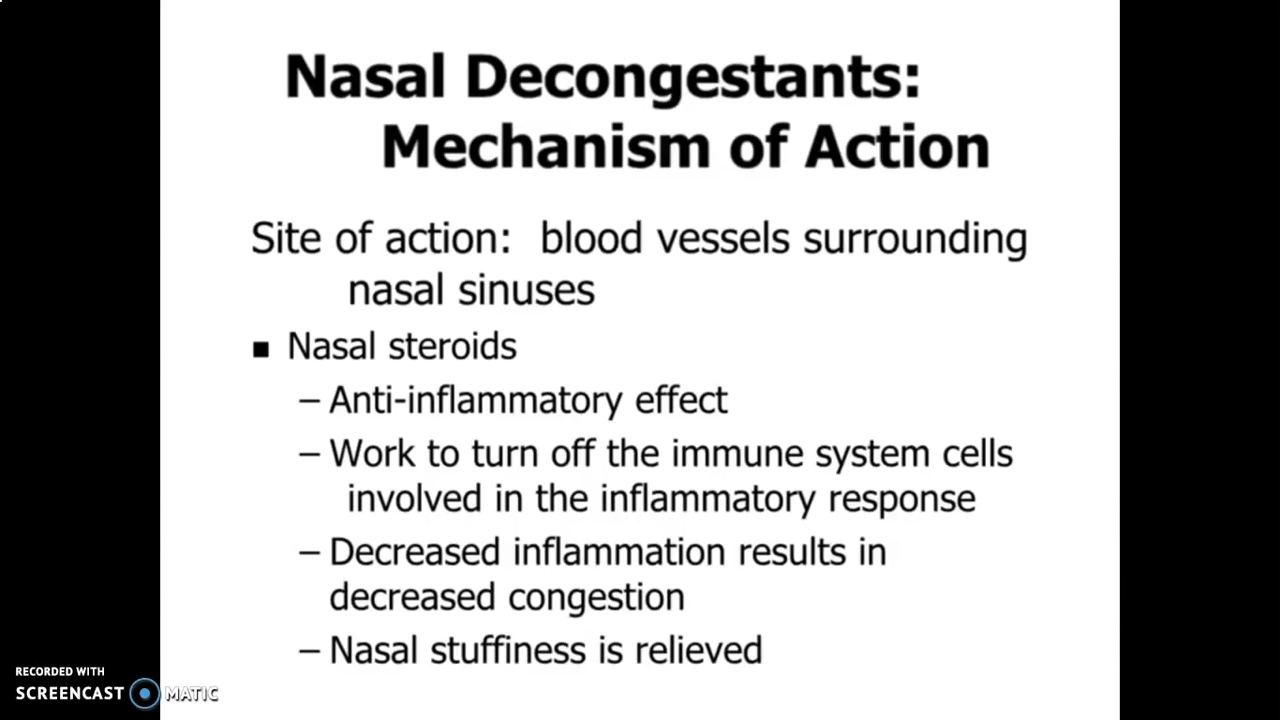 Nasal Decongestants:
Mechanism of Action
Site of action: blood vessels surrounding
nasal sinuses
■ Nasal steroids
– Anti-inflammatory effect
– Work to turn off the immune system cells
involved in the inflammatory response
– Decreased inflammation results in
decreased congestion
– Nasal stuffiness is relieved
RECORDED WITH
SCREENCAST MATIC